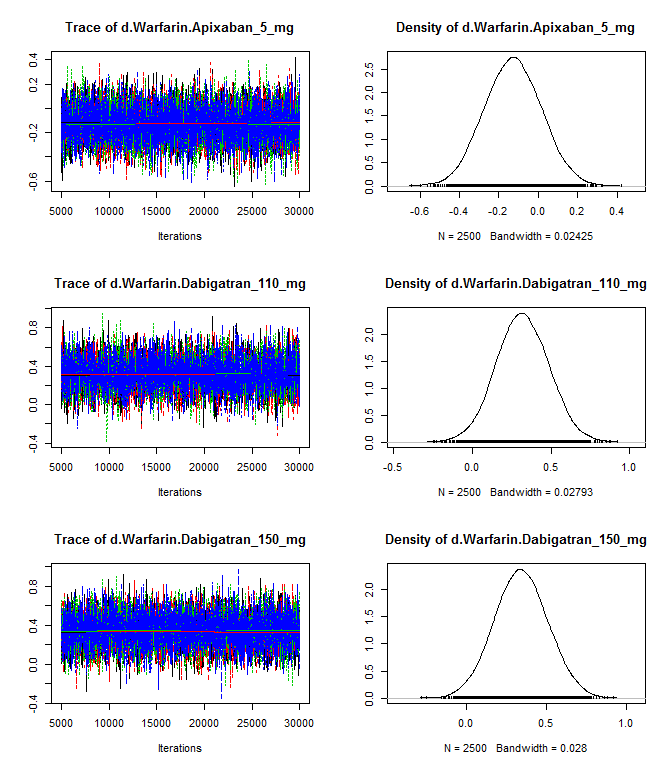 Trace of d.Warfarin.Apixaban_5_mg
0.4
0.2
-0.2
-0.6
5000 10000 15000 20000 25000 30000
Iterations
Density of d.Warfarin.Apixaban_5_mg
2.5
2.0
1.5
1.0
0.5
0.0
-0.6 -0.4 -0.2 0.0 0.2 0.4
N = 2500 Bandwidth = 0.02425
Trace of d.Warfarin.Dabigatran_110_mg
0.8
0.4
0.0
-0.4
5000 10000 15000 20000 25000 30000
Iterations
Density of d.Warfarin.Dabigatran_110_mg
2.0
1.5
1.0
0.5
0.0
-0.5 0.0 0.5 1.0
N = 2500 Bandwidth = 0.02793
Trace of d.Warfarin.Dabigatran_150_mg
0.8
0.4
0.0
-0.4
5000 10000 15000 20000 25000 30000
Iterations
Density of d.Warfarin.Dabigatran_150_mg
2.0
1.5
1.0
0.5
0.0
0.0 0.5 1.0
N = 2500 Bandwidth = 0.028